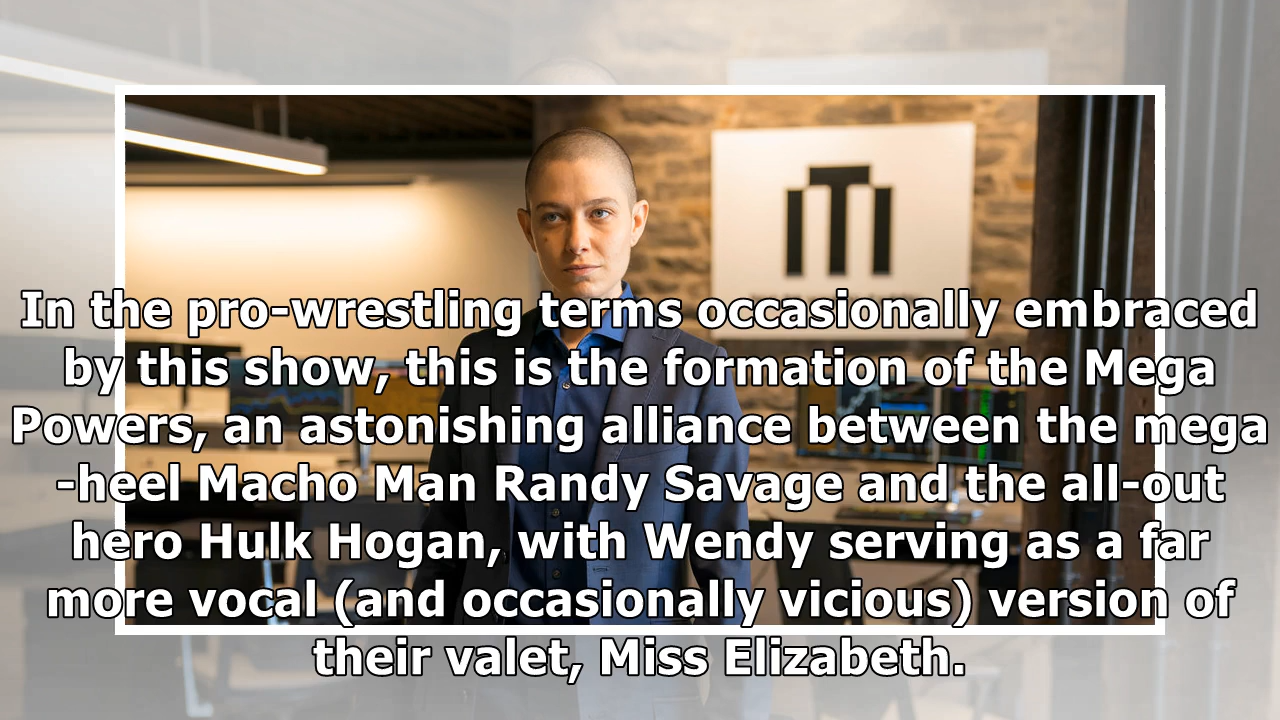 In the pro-wrestling terms occasionally embraced
by this show, this is the formation of the Mega
Powers, an astonishing alliance between the mega
-heel Macho Man Randy Savage and the all-out
hero Hulk Hogan, with Wendy serving as a far
more vocal (and occasionally vicious) version of
their valet, Miss Elizabeth.